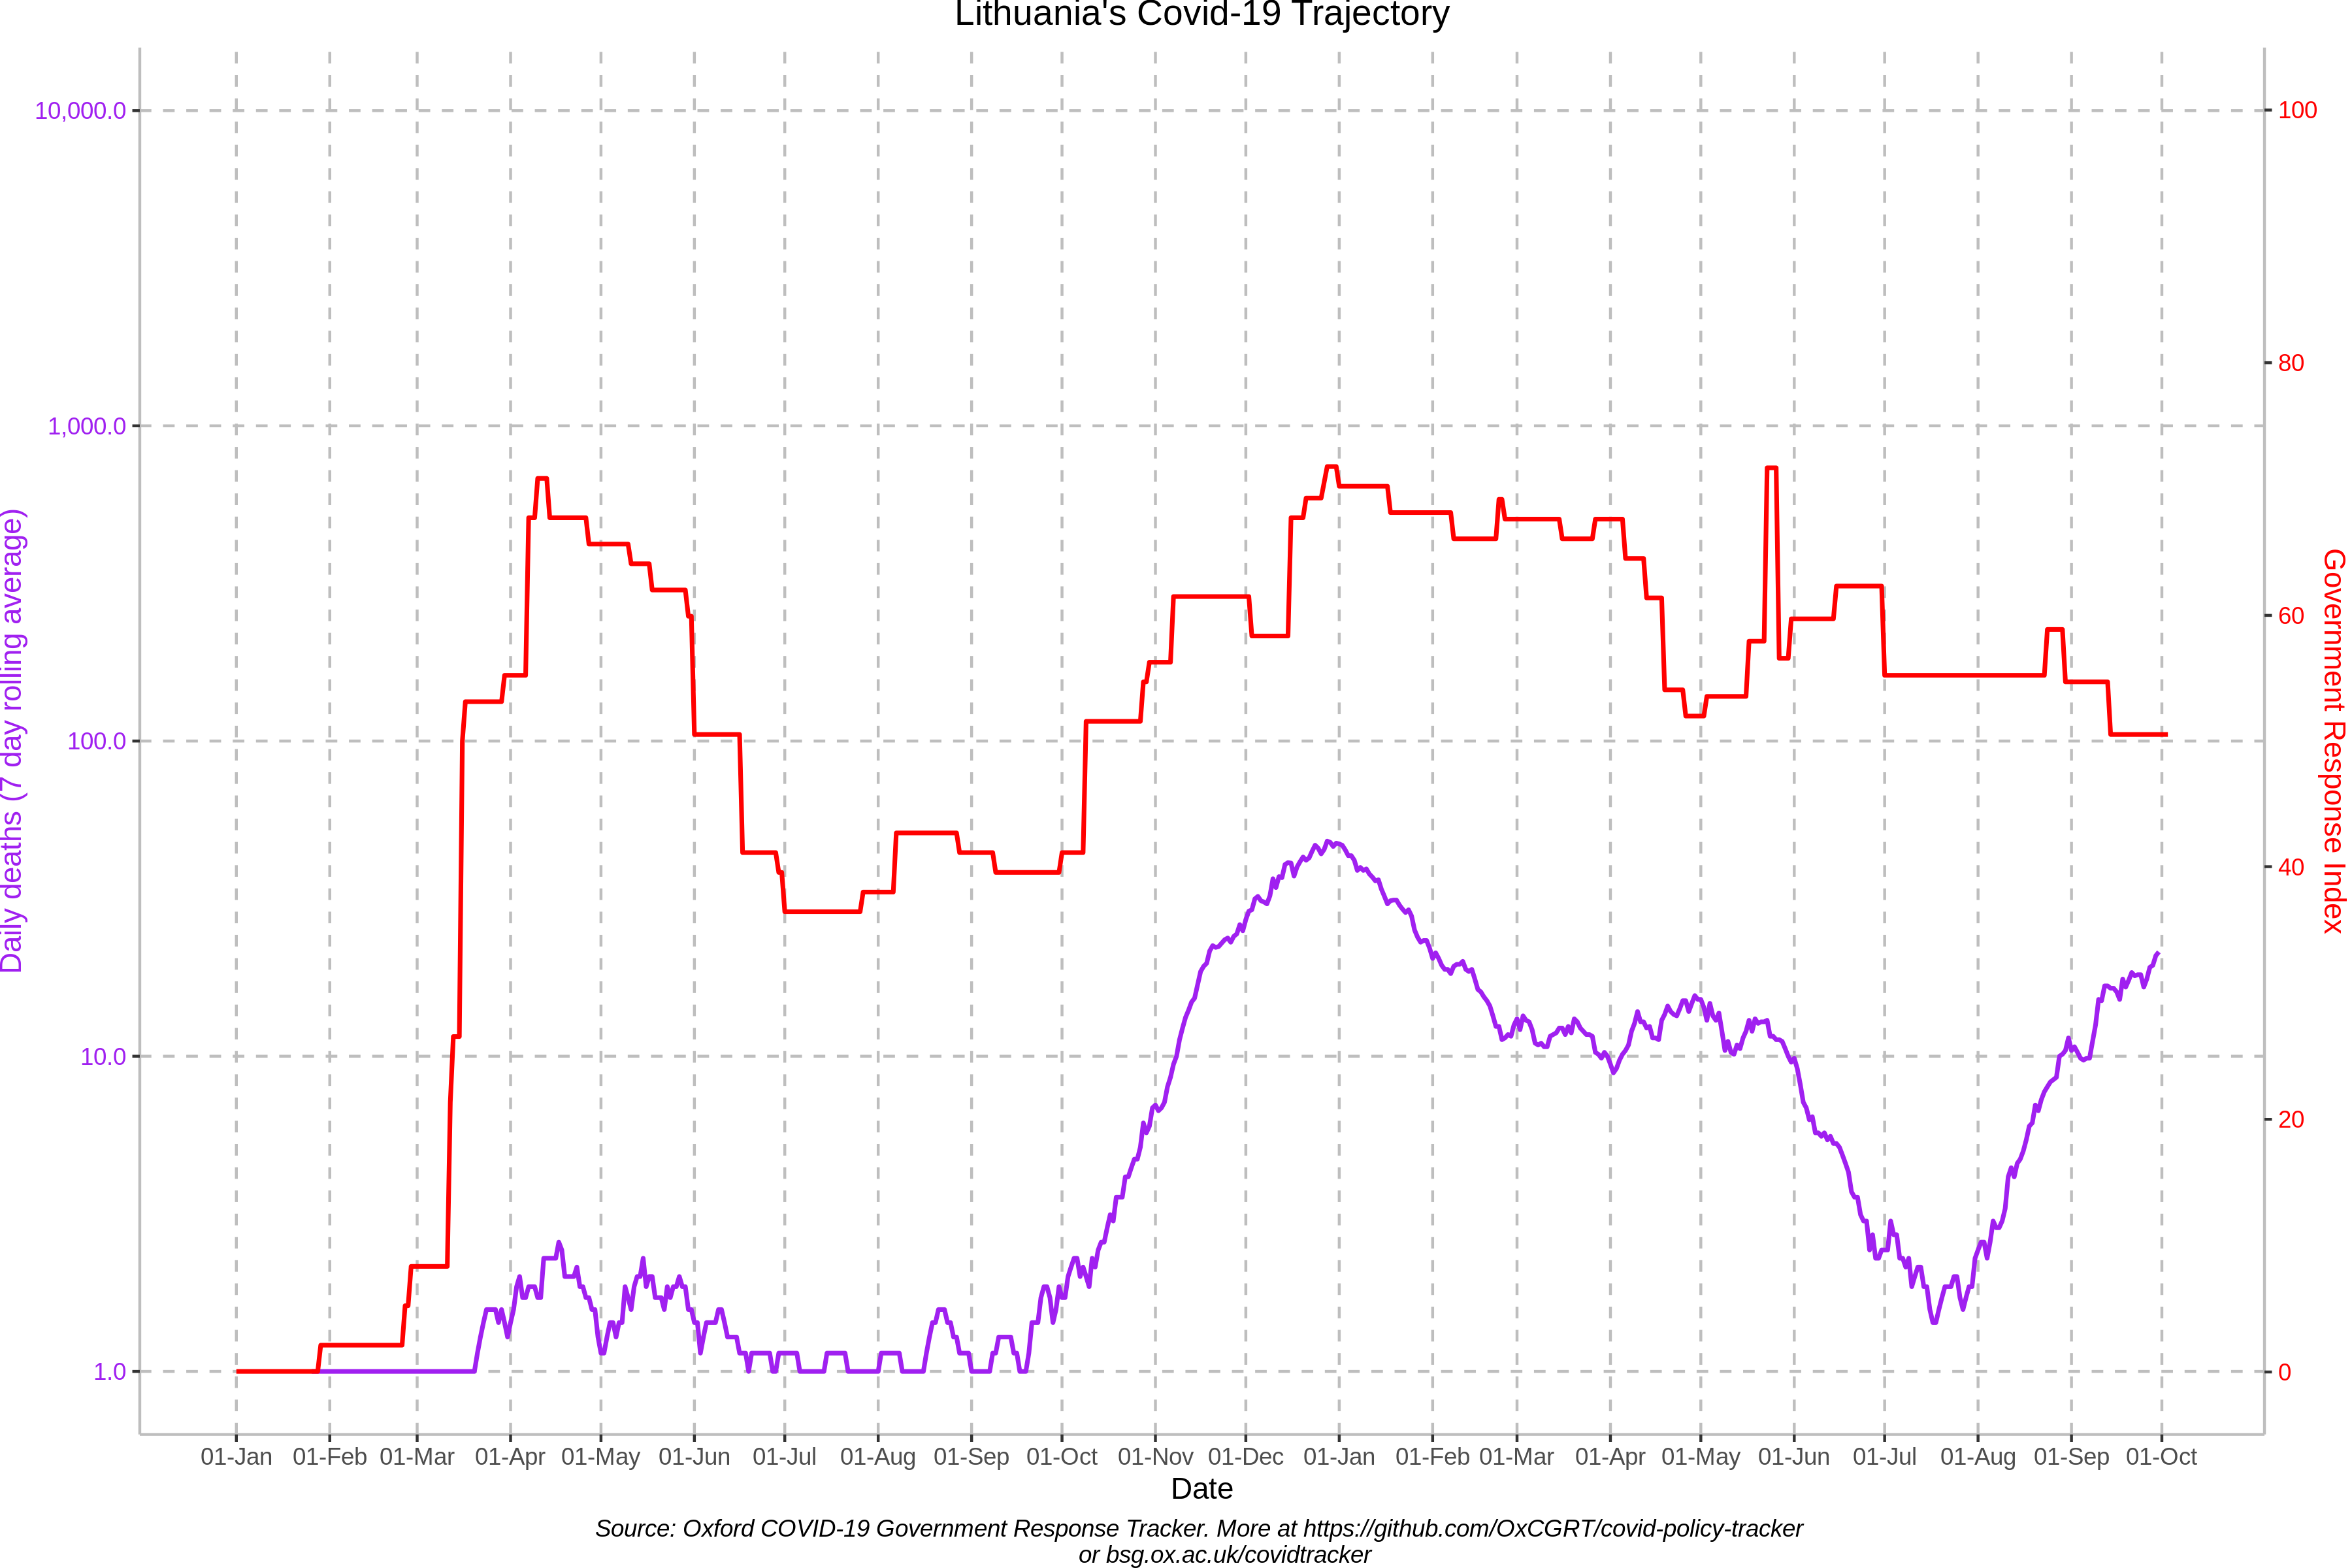 Lithuania's Covid-19 Trajectory
10,000.0
1,000.0
100.0
10.0
1.0
Daily deaths (7 day rolling average)
100
80
60
40
20
0
Government Response Index
01-Jan 01-Feb 01-Mar 01-Apr 01-May 01-Jun 01-Jul 01-Aug 01-Sep 01-Oct 01-Nov 01-Dec 01-Jan 01-Feb 01-Mar 01-Apr 01-May 01-Jun 01-Jul 01-Aug 01-Sep 01-Oct
Date
Source: Oxford COVID-19 Government Response Tracker. More at https://github.com/OxCGRT/covid-policy-tracker
or bsg.ox.ac.uk/covidtracker